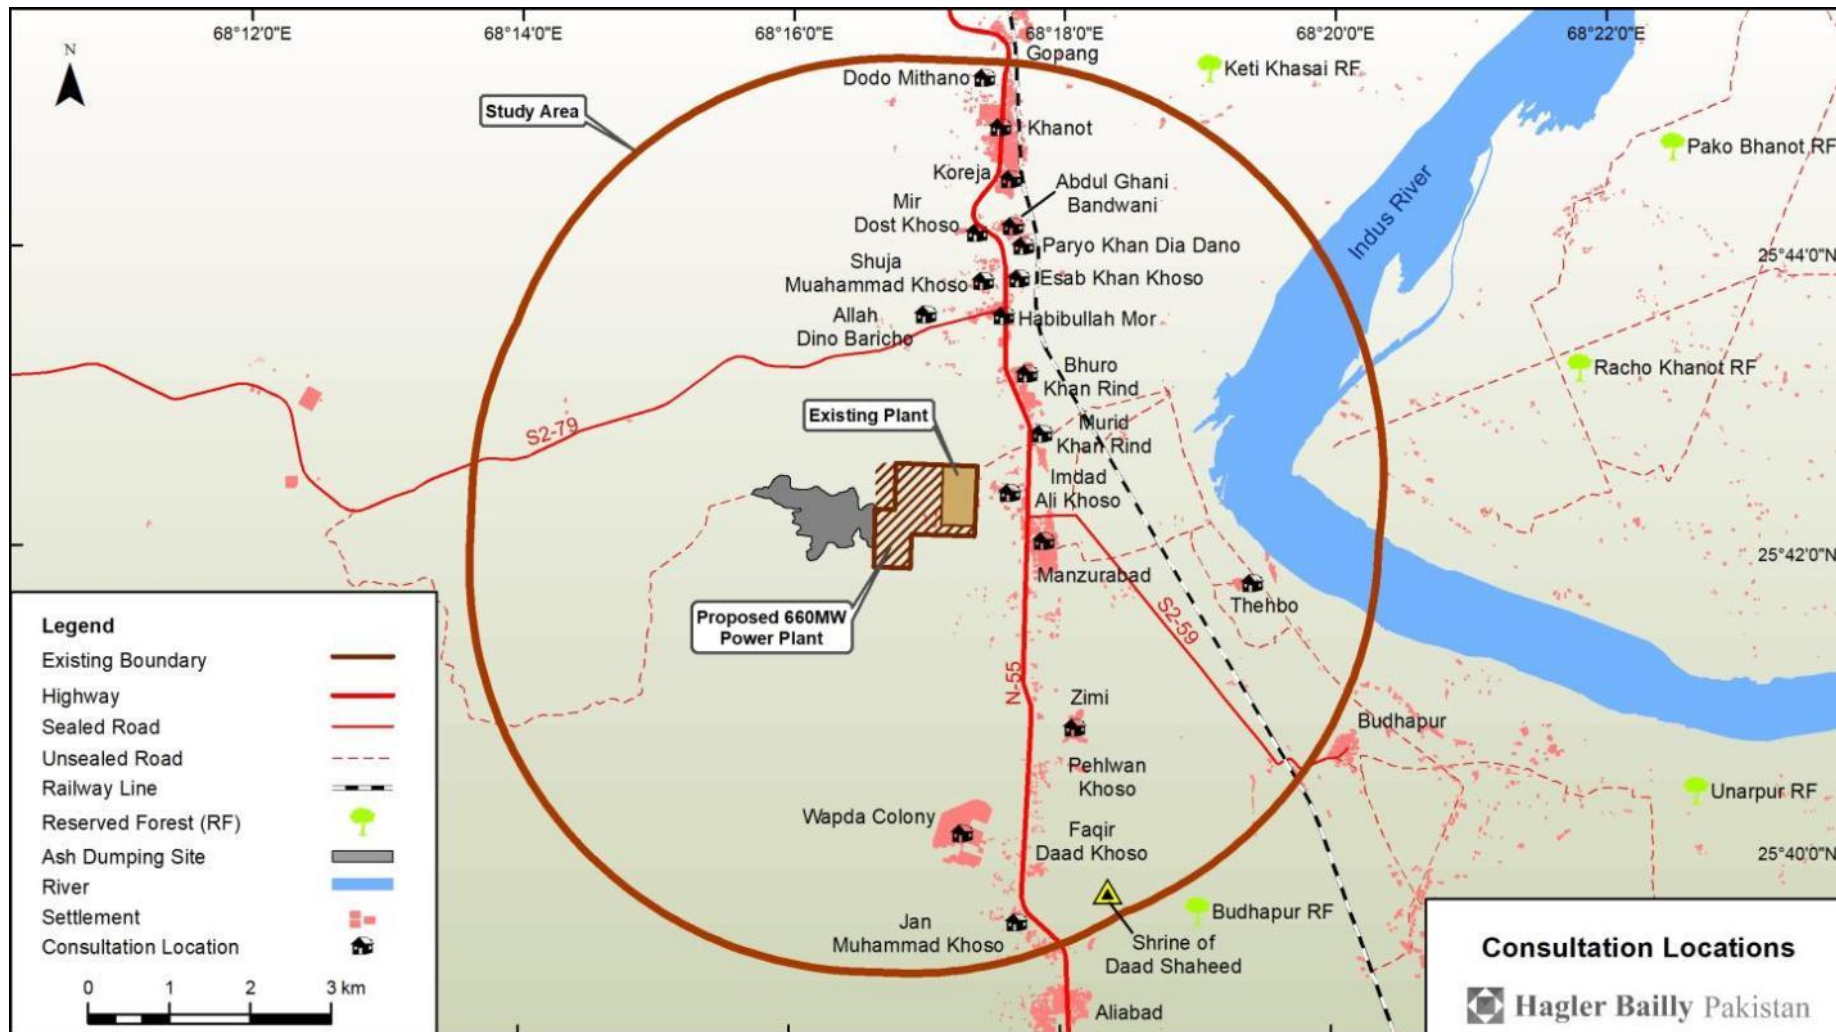 68°12'0"E
68°14'0"E
68°16'0"E
68°18'0"E
68°20'0"E
68°22'0"E
N
Gopang
Dodo Mithano
Keti Khasai RF
Study Area
Khanot
Pako Bhanot RF
Koreja
Abdul Ghani
Bandwani
Mir
Dost Khoso
Indus River
Paryo Khan Dia Dano
25°44'0"N
Shuja
Muahammad Khoso
Esab Khan Khoso
Allah
Dino Baricho
Habibullah Mor
Bhuro
Khan Rind
Racho Khanot RF
Existing Plant
S2-79
Murid
Khan Rind
Imdad
Ali Khoso
25°42'0"N
Manzurabad
Thehbo
Proposed 660MW
Power Plant
S2-59
N-55
Zimi
Budhapur
Pehlwan
Khoso
Unarpur RF
Wapda Colony
Faqir
Daad Khoso
25°40'0"N
Budhapur RF
Jan
Muhammad Khoso
Shrine of
Daad Shaheed
Aliabad
Legend
Existing Boundary
Highway
Sealed Road
Unsealed Road
Railway Line
Reserved Forest (RF)
Ash Dumping Site
River
Settlement
Consultation Location
0 1 2 3 km
Consultation Locations
Hagler Bailly Pakistan